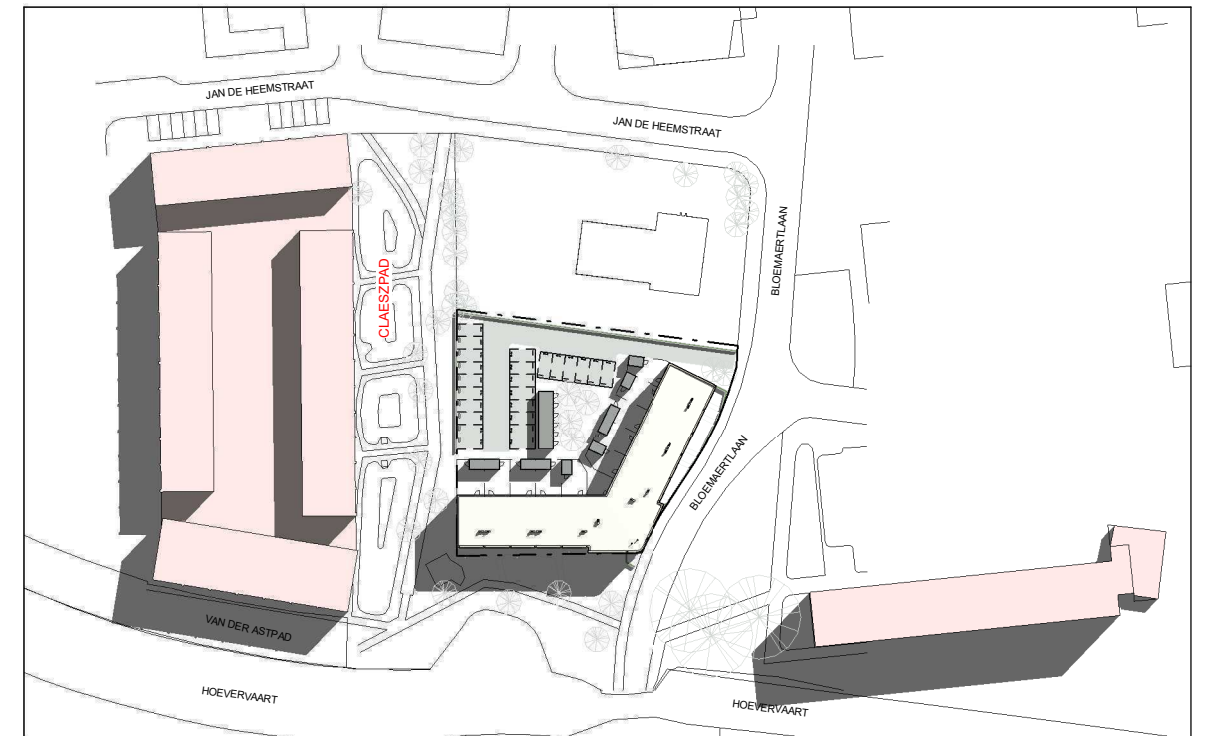 JAN DE HEEMSTRAAT
JAN DE HEEMSTRAAT
BLOEMAERTLAAN
CLAESZPAD
BLOEMAERTLAAN
VAN DER ASTPAD
HOEVERVAART
HOEVERVAART